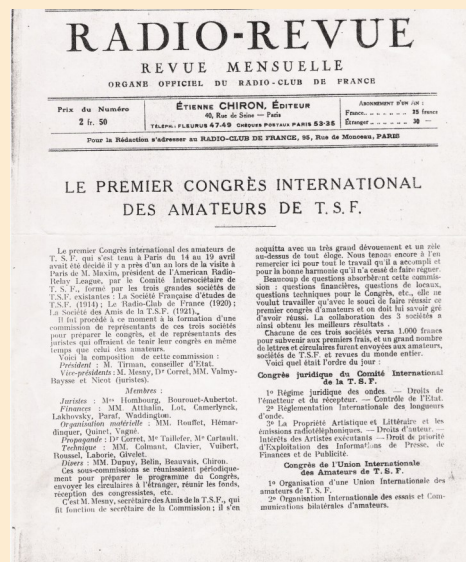 RADIO-REVUE
REVUE MENSUELLE
ORGANE OFFICIEL DU RADIO-CLUB DE FRANCE
Prix du Numéro
2 fr. 50
ÉTIENNE CHIRON, ÉDITEUR
40, Rue de Seine — Paris
TÉLÉPH: FLEURUS 47-49 CHÈQUES POSTAUX PARIS 53-35
ABONNEMENT D'UN AN :
France. 25 francs
Étranger 30 —
Pour la Rédaction s'adresser au RADIO-CLUB DE FRANCE, 95, Rue de Monceau, PARIS
LE PREMIER CONGRÈS INTERNATIONAL
DES AMATEURS DE T. S. F.
Le premier Congrès international des amateurs de
T. S. F. qui s'est tenu à Paris du 14 au 19 avril
avait été décidé il y a près d'un an lors de la visite à
Paris de M. Maxim, président de l'American Radio-
Relay League, par le Comité Intersociétaire de
T. S. F., formé par les trois grandes sociétés de
T.S.F. existantes : La Société Française d'études de
T.S.F. (1914) ; Le Radio-Club de France (1920) ;
La Société des Amis de la T.S.F. (1921).
Il fut procédé à ce moment à la formation d'une
commission de représentants de ces trois sociétés
pour préparer le congrès, et de représentants des
juristes qui offraient de tenir leur congrès en même
temps que celui des amateurs.
Voici la composition de cette commission :
Président : M. Tirman, conseiller d'Etat.
Vice-présidents : M. Mesny, Dr Corret, MM. Valmy-
Baysse et Nicot (juristes).
Membres :
Juristes : Mes Hombourg, Bourouet-Aubertot.
Finances : MM. Atthalin, Lot, Camerlynck,
Lakhovsky, Paraf, Waddington.
Organisation matérielle : MM. Rouffet, Hémar-
dinquer, Quinet, Vagné.
Propagande : Dr Corret, Me Taillefer, Me Cartault.
Technique : MM. Colmant, Clavier, Vuibert,
Roussel, Laborie, Givelet.
Divers : MM. Dupuy, Belin, Beauvais, Chiron.
Ces sous-commissions se réunissaient périodique-
ment pour préparer le programme du Congrès,
envoyer les circulaires à l'étranger, réunir les fonds,
réception des congressistes, etc.
C'est M. Mesny, secrétaire des Amis de la T.S.F., qui
fit fonction de secrétaire de la Commission ; il s'en
acquitta avec un très grand dévouement et un zèle
au-dessus de tout éloge. Nous tenons encore à l'en
remercier ici pour tout le travail qu'il a accompli et
pour la bonne harmonie qu'il n'a cessé de faire régner.
Beaucoup de questions absorbèrent cette commis-
sion : questions financières, questions de locaux,
questions techniques pour le Congrès, etc., elle ne
voulut travailler qu'avec le souci de faire réussir ce
premier congrès d'amateurs et on doit lui savoir gré
d'avoir réussi. La collaboration des 3 sociétés a
ainsi obtenu les meilleurs résultats .
Chacune de ces trois sociétés versa 1.000 francs
pour subvenir aux premiers frais, et un grand nombre
de lettres et circulaires furent envoyées aux amateurs,
sociétés de T.S.F. et revues du monde entier.
Voici quel était l'ordre du jour :
Congrès juridique du Comité International
de la T. S. F.
1º Régime juridique des ondes. — Droits de
l'émetteur et du récepteur. — Contrôle de l'Etat.
2º Réglementation Internationale des longueurs
d'onde.
3º La Propriété Artistique et Littéraire et les
émissions radiotéléphoniques. — Droits d'auteur. —
Intérêts des Artistes exécutants — Droit de priorité
d'Exploitation des Informations de Presse, de
Finances et de Publicité.
Congrès de l'Union Internationale
des Amateurs de T. S. F.
1º Organisation d'une Union Internationale des
amateurs de T. S. F.
2º Organisation Internationale des essais et Com-
munications bilatérales d'amateurs.